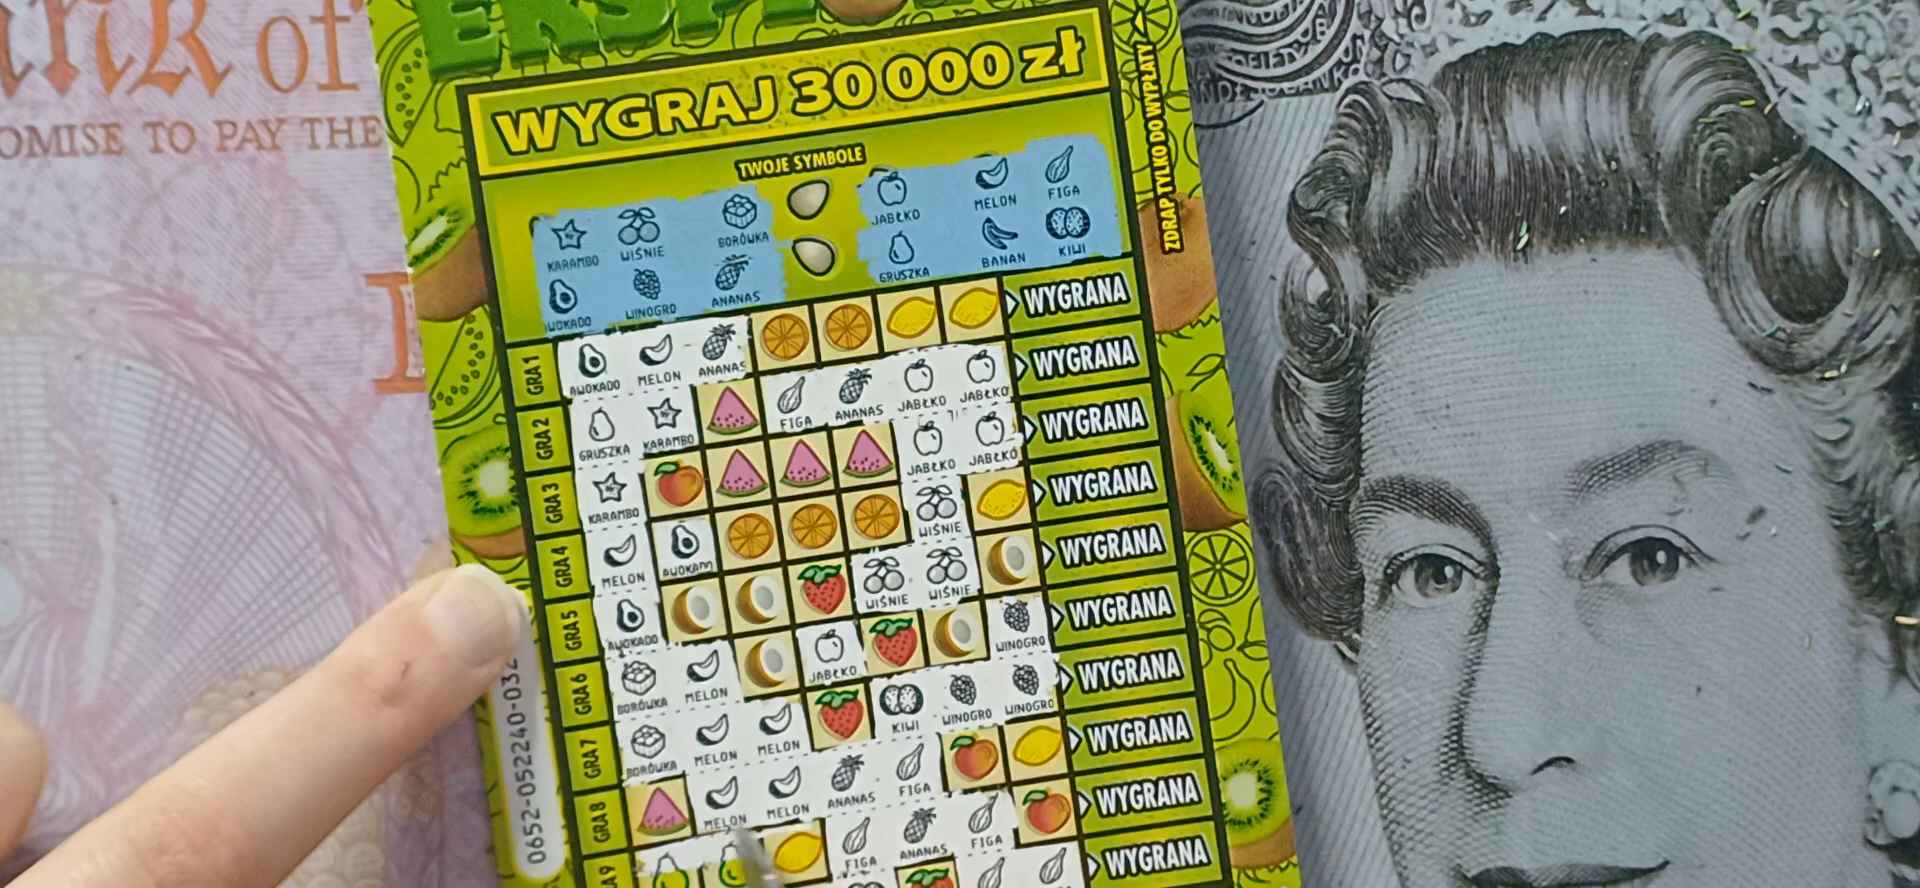 OMISE TO PAY THE
WYGRAJ 30 000 zł
ZDRAP TYLKO DO WYPŁATY
TWOJE SYMBOLE
KARAMBO WIŚNIE BORÓWKA JABŁKO MELON FIGA
WINOGRO ANANAS GRUSZKA BANAN KIWI
GRA 1 AWOKADO MELON ANANAS WYGRANA
GRA 2 GRUSZKA KARAMBO FIGA ANANAS JABŁKO JABŁKO WYGRANA
GRA 3 KARAMBO JABŁKO JABŁKO WYGRANA
GRA 4 MELON WIŚNIE WYGRANA
GRA 5 AWOKADO WIŚNIE WIŚNIE WYGRANA
GRA 6 BORÓWKA MELON JABŁKO WINOGRO WYGRANA
GRA 7 BORÓWKA MELON MELON KIWI WINOGRO WINOGRO WYGRANA
GRA 8 MELON MELON ANANAS FIGA WYGRANA
FIGA ANANAS FIGA WYGRANA
WYGRANA
0652-052240-032